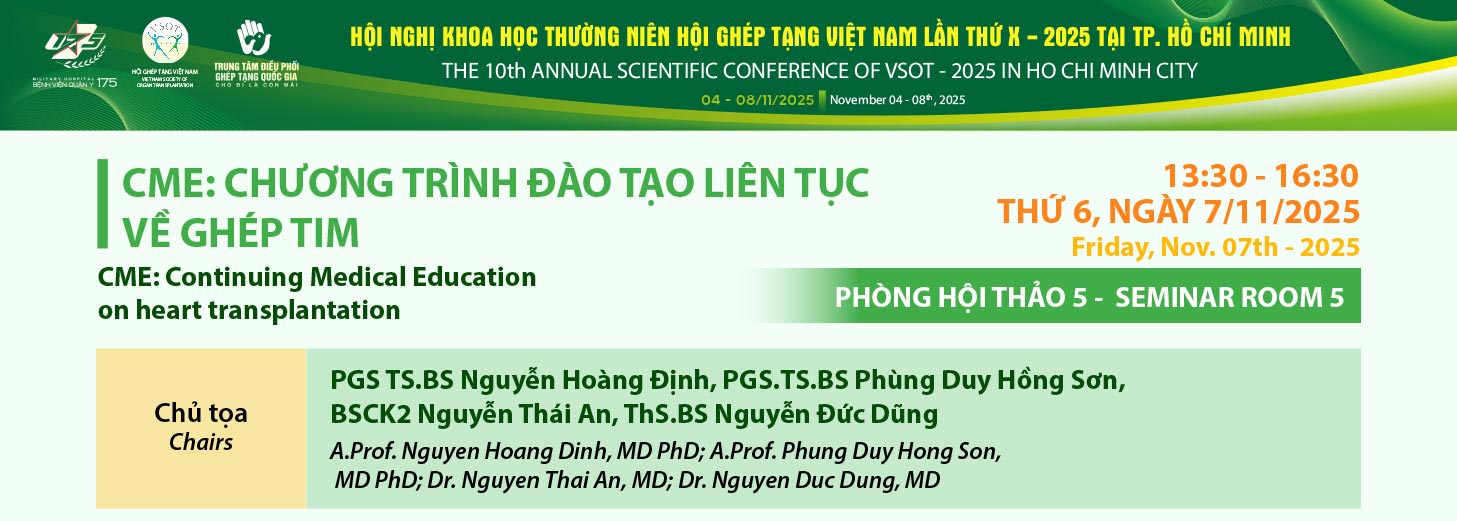 175
MILITARY HOSPITAL
BỆNH VIỆN QUÂN Y 175
VSOT
HỘI GHÉP TẠNG VIỆT NAM
VIETNAM SOCIETY OF
ORGAN TRANSPLANTATION
TRUNG TÂM ĐIỀU PHỐI
GHÉP TẠNG QUỐC GIA
CHO ĐI LÀ CÒN MÃI
HỘI NGHỊ KHOA HỌC THƯỜNG NIÊN HỘI GHÉP TẠNG VIỆT NAM LẦN THỨ X – 2025 TẠI TP. HỒ CHÍ MINH
THE 10th ANNUAL SCIENTIFIC CONFERENCE OF VSOT - 2025 IN HO CHI MINH CITY
04 - 08/11/2025 November 04 - 08th, 2025
CME: CHƯƠNG TRÌNH ĐÀO TẠO LIÊN TỤC
VỀ GHÉP TIM
CME: Continuing Medical Education
on heart transplantation
13:30 - 16:30
THỨ 6, NGÀY 7/11/2025
Friday, Nov. 07th - 2025
PHÒNG HỘI THẢO 5 - SEMINAR ROOM 5
Chủ tọa
Chairs
PGS TS.BS Nguyễn Hoàng Định, PGS.TS.BS Phùng Duy Hồng Sơn,
BSCK2 Nguyễn Thái An, ThS.BS Nguyễn Đức Dũng
A.Prof. Nguyen Hoang Dinh, MD PhD; A.Prof. Phung Duy Hong Son,
MD PhD; Dr. Nguyen Thai An, MD; Dr. Nguyen Duc Dung, MD